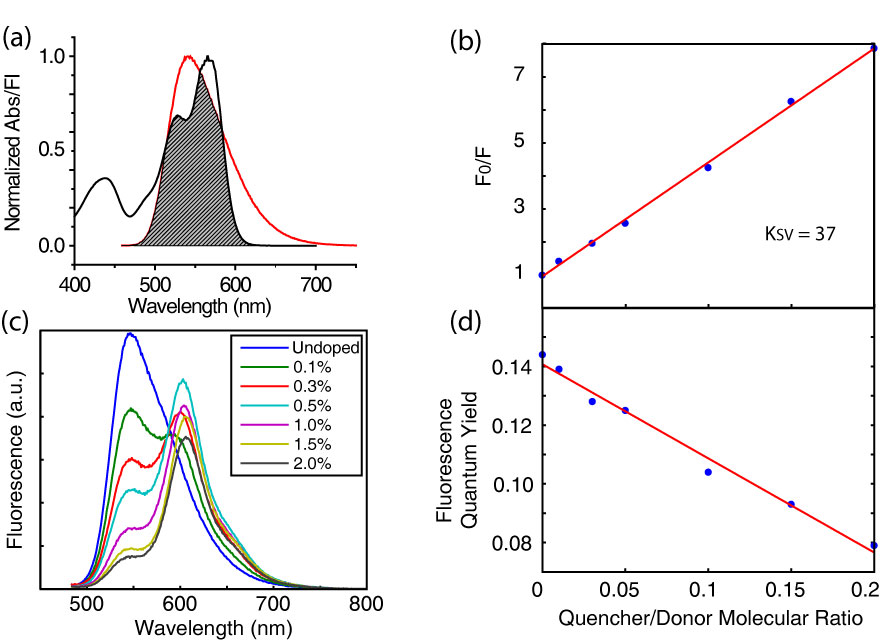 (a)
Normalized Abs/Fl
1.0
0.5
0.0
400
500
600
700
Wavelength (nm)
(b)
F0/F
7
5
3
1
KSV = 37
(c)
Fluorescence (a.u.)
Undoped
0.1%
0.3%
0.5%
1.0%
1.5%
2.0%
500
600
700
800
Wavelength (nm)
(d)
Fluorescence
Quantum Yield
0.14
0.12
0.10
0.08
0
0.05
0.1
0.15
0.2
Quencher/Donor Molecular Ratio